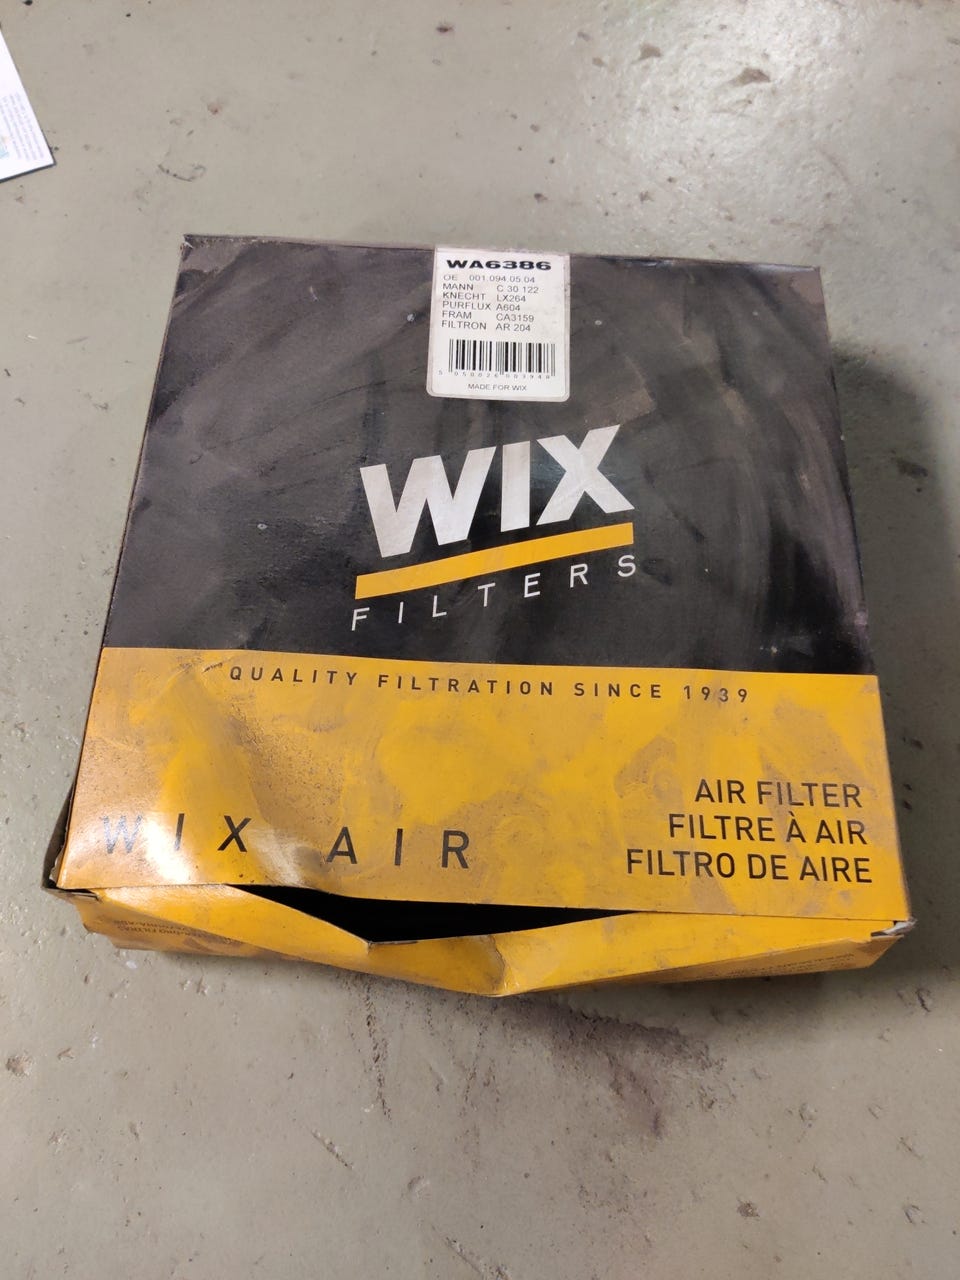 WA6386
OE 001.094.05.04
MANN C 30 122
KNECHT LX264
PURFLUX A604
FRAM CA3159
FILTRON AR 204
MADE FOR WIX
WIX
FILTERS
QUALITY FILTRATION SINCE 1939
AIR FILTER
FILTRE À AIR
FILTRO DE AIRE
WIX AIR